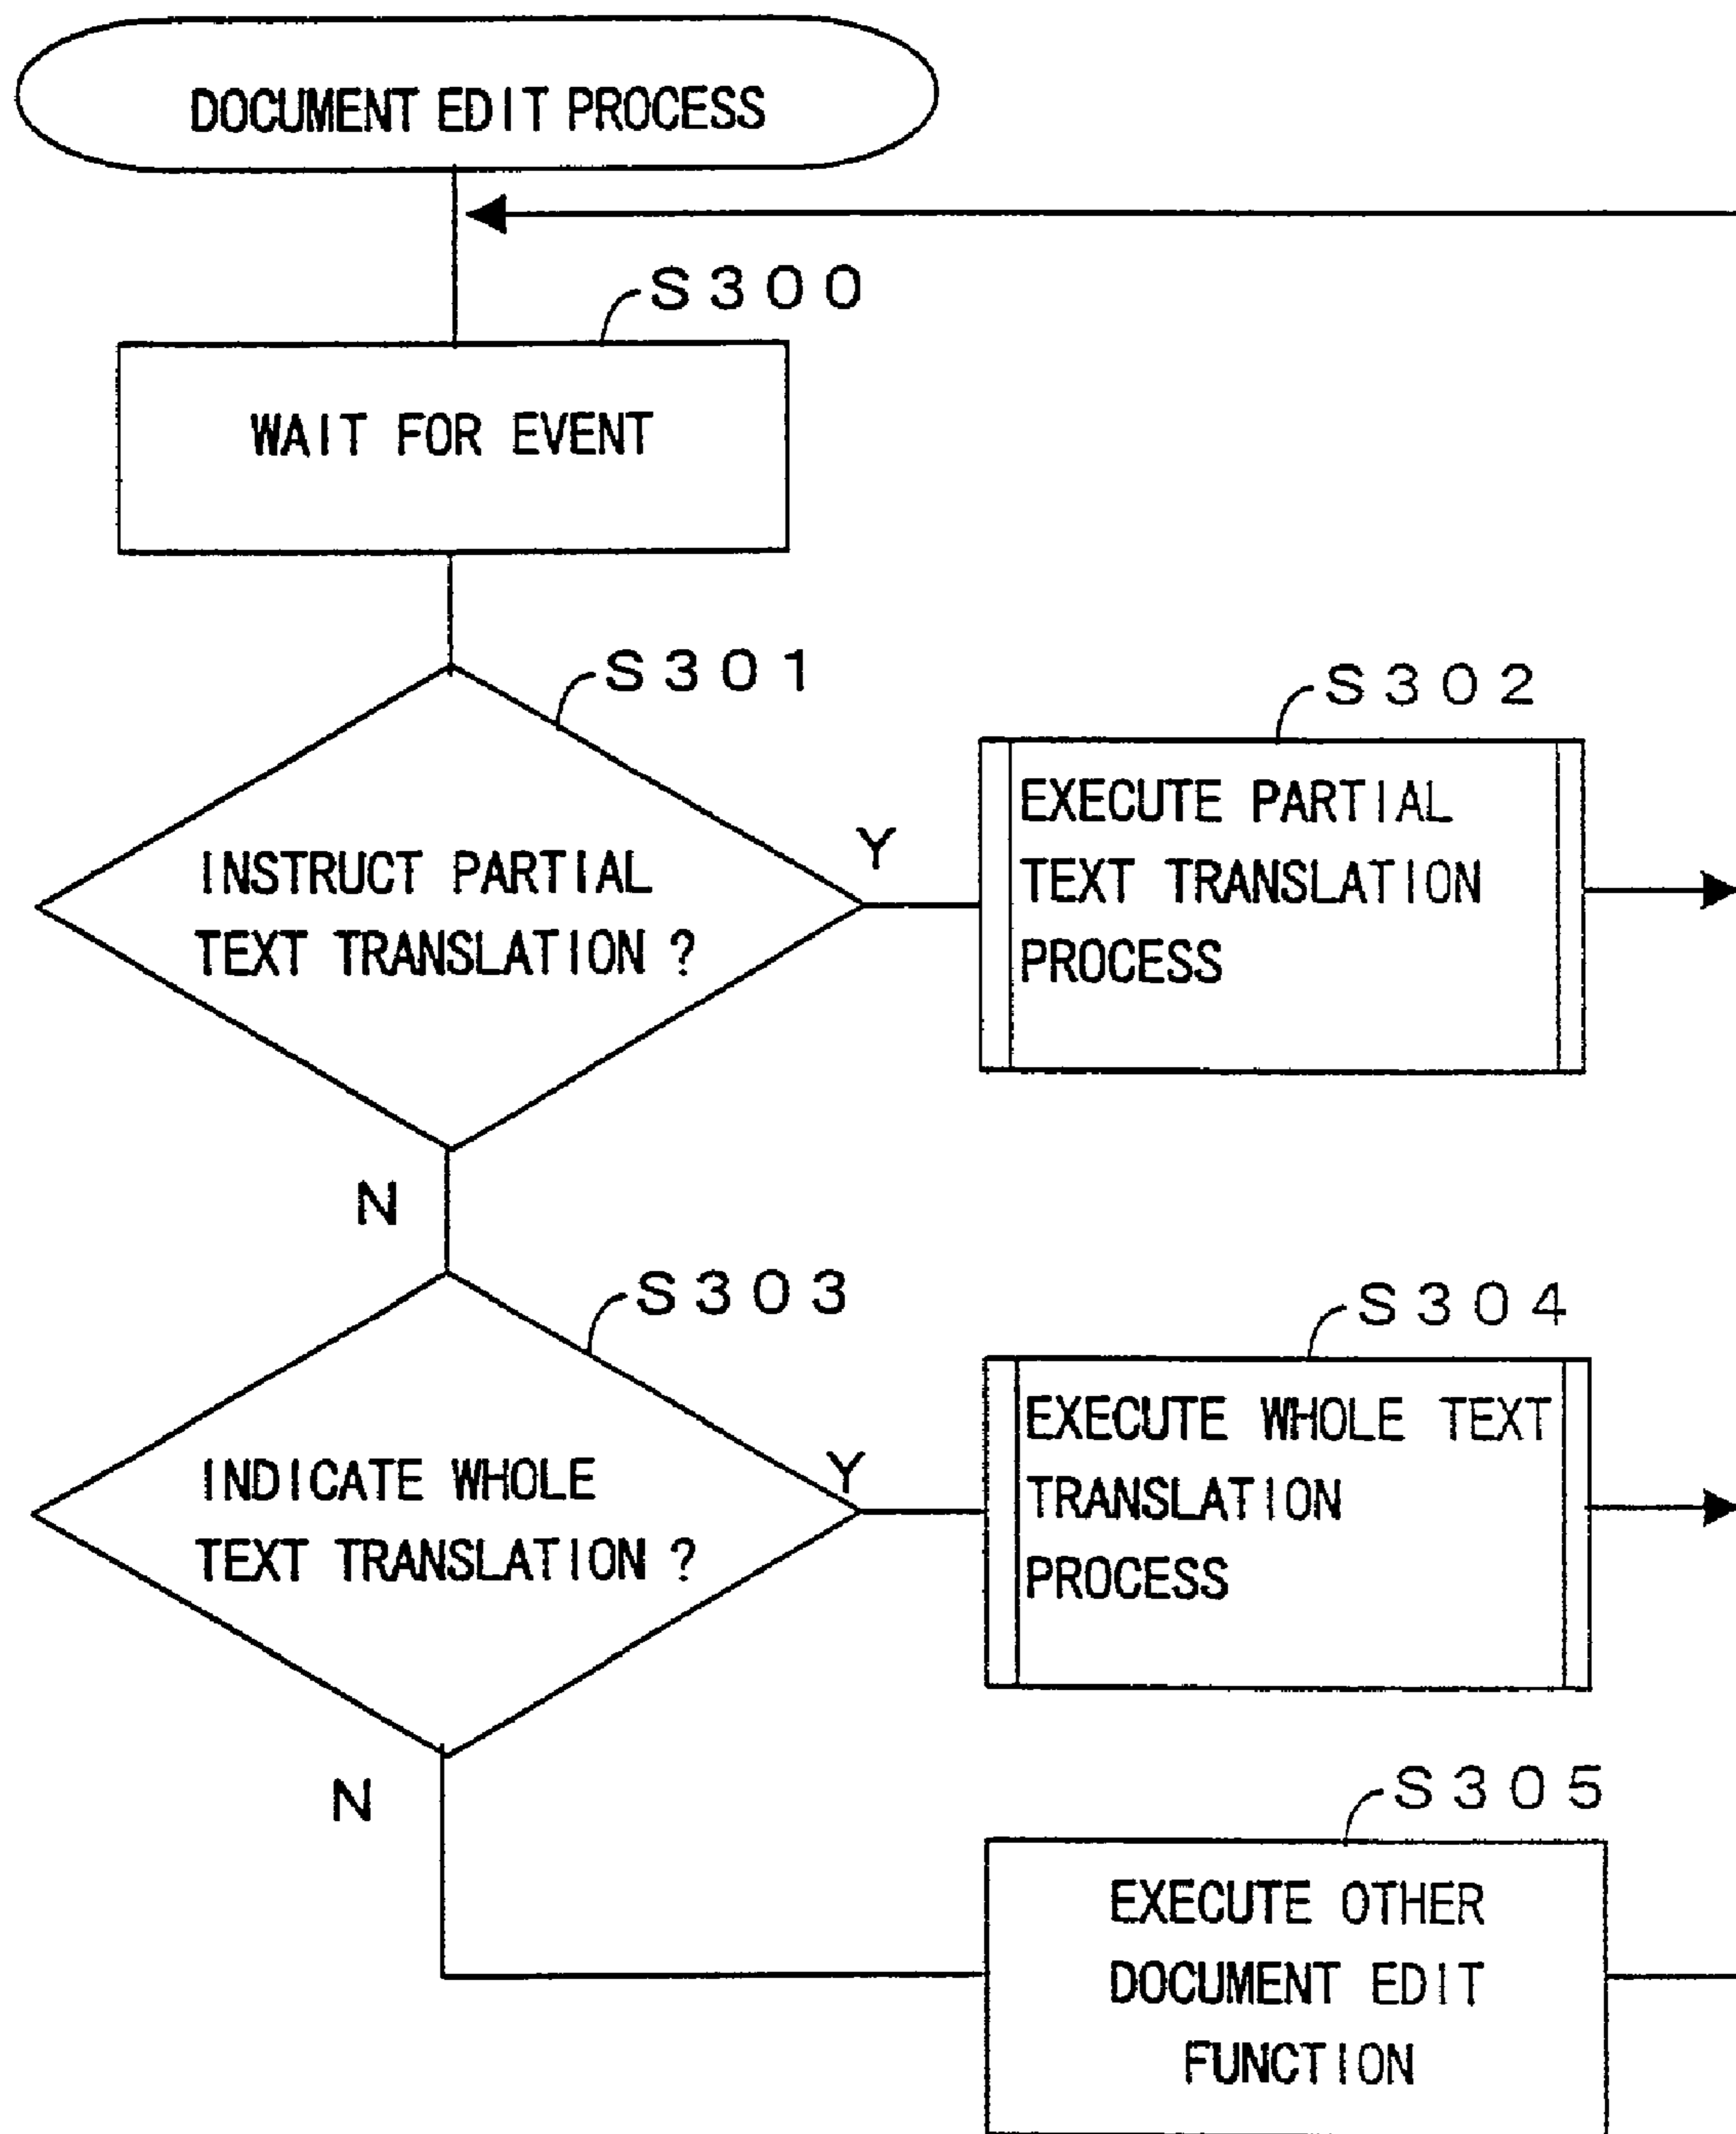 DOCUMENT EDIT PROCESS
S300
WAIT FOR EVENT
S301
INSTRUCT PARTIAL
TEXT TRANSLATION ?
Y
N
S302
EXECUTE PARTIAL
TEXT TRANSLATION
PROCESS
S303
INDICATE WHOLE
TEXT TRANSLATION ?
Y
N
S304
EXECUTE WHOLE TEXT
TRANSLATION
PROCESS
S305
EXECUTE OTHER
DOCUMENT EDIT
FUNCTION